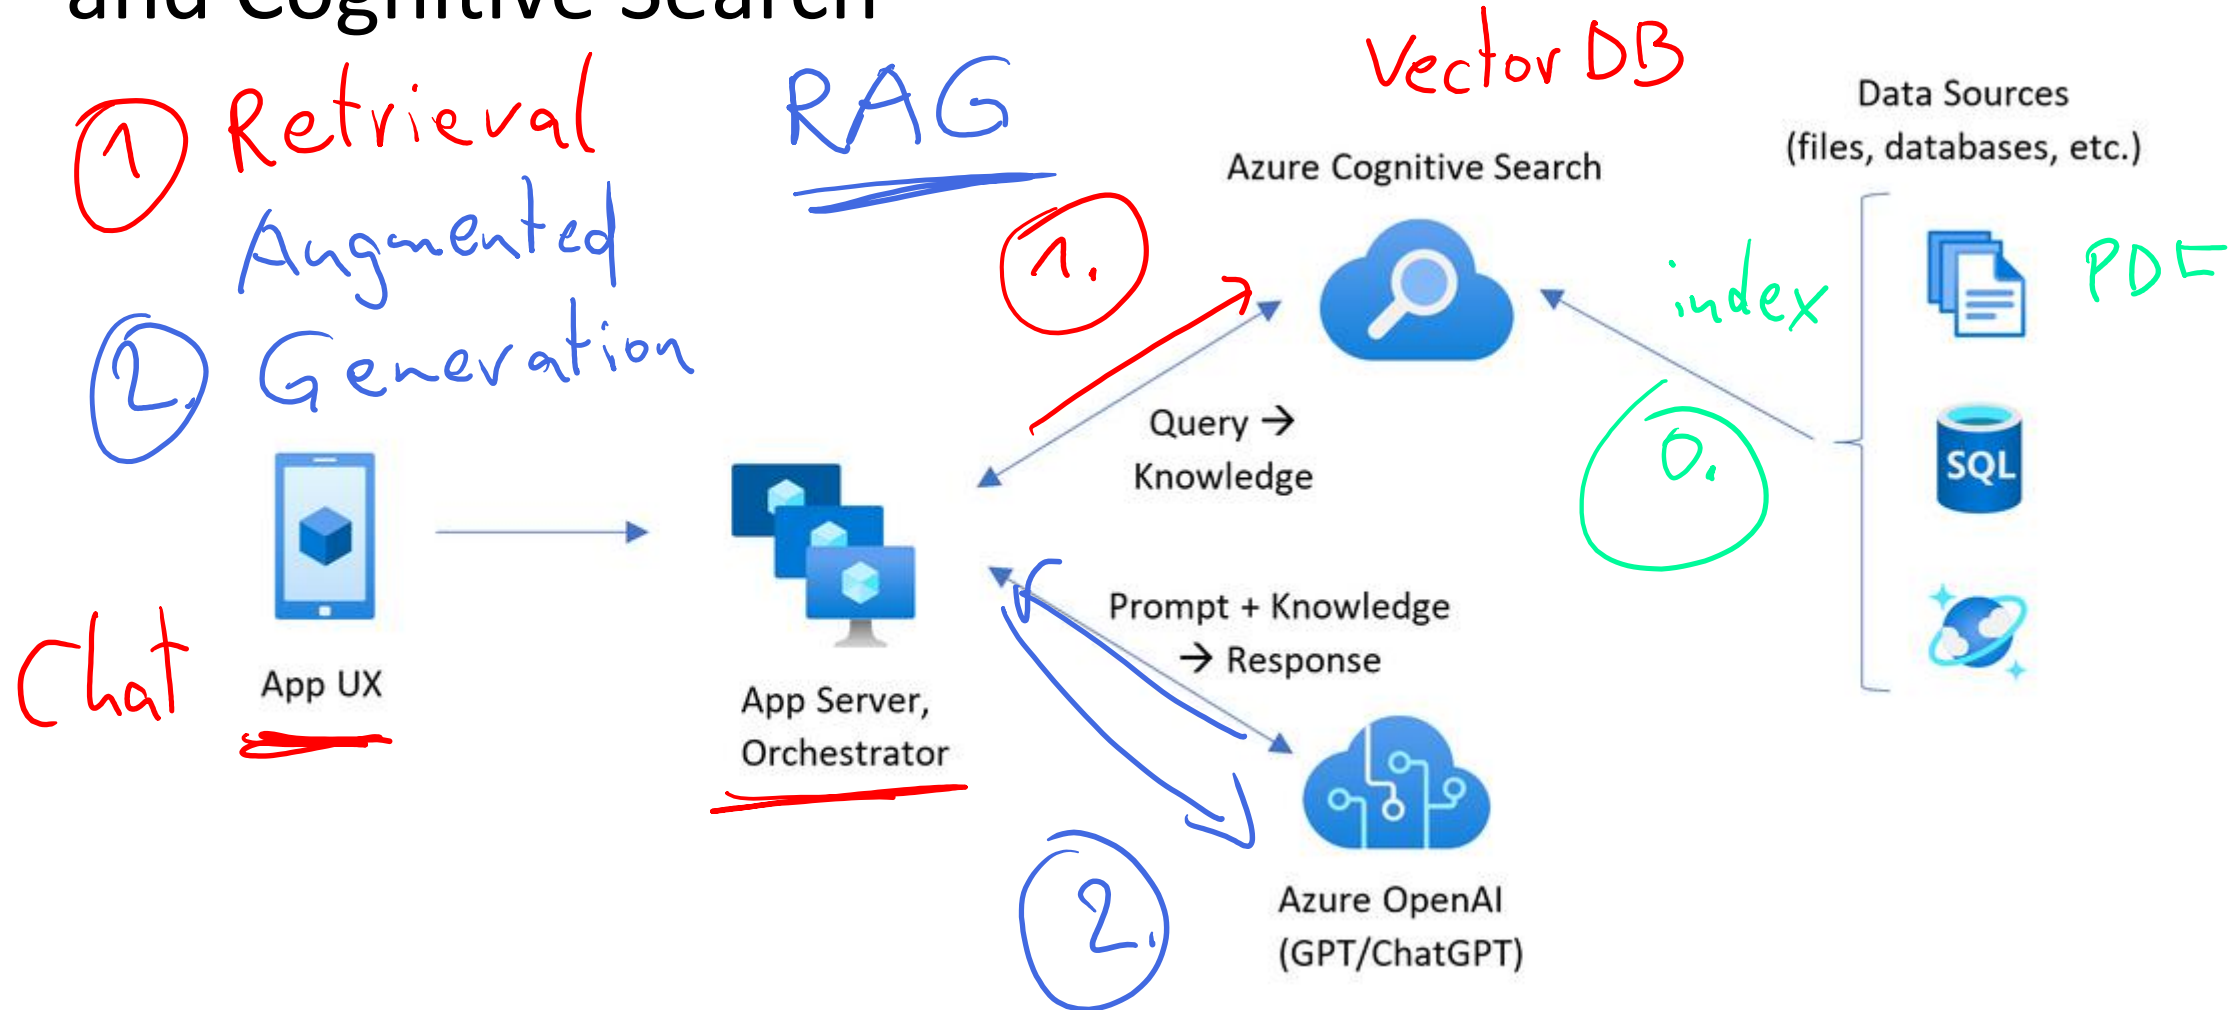 and Cognitive Search
1 Retrieval
Augmented
2. Generation
RAG
Vector DB
Data Sources
(files, databases, etc.)
Azure Cognitive Search
1.
index
PDF
0.
SQL
Query →
Knowledge
Prompt + Knowledge
→ Response
Chat
App UX
App Server,
Orchestrator
2.
Azure OpenAI
(GPT/ChatGPT)